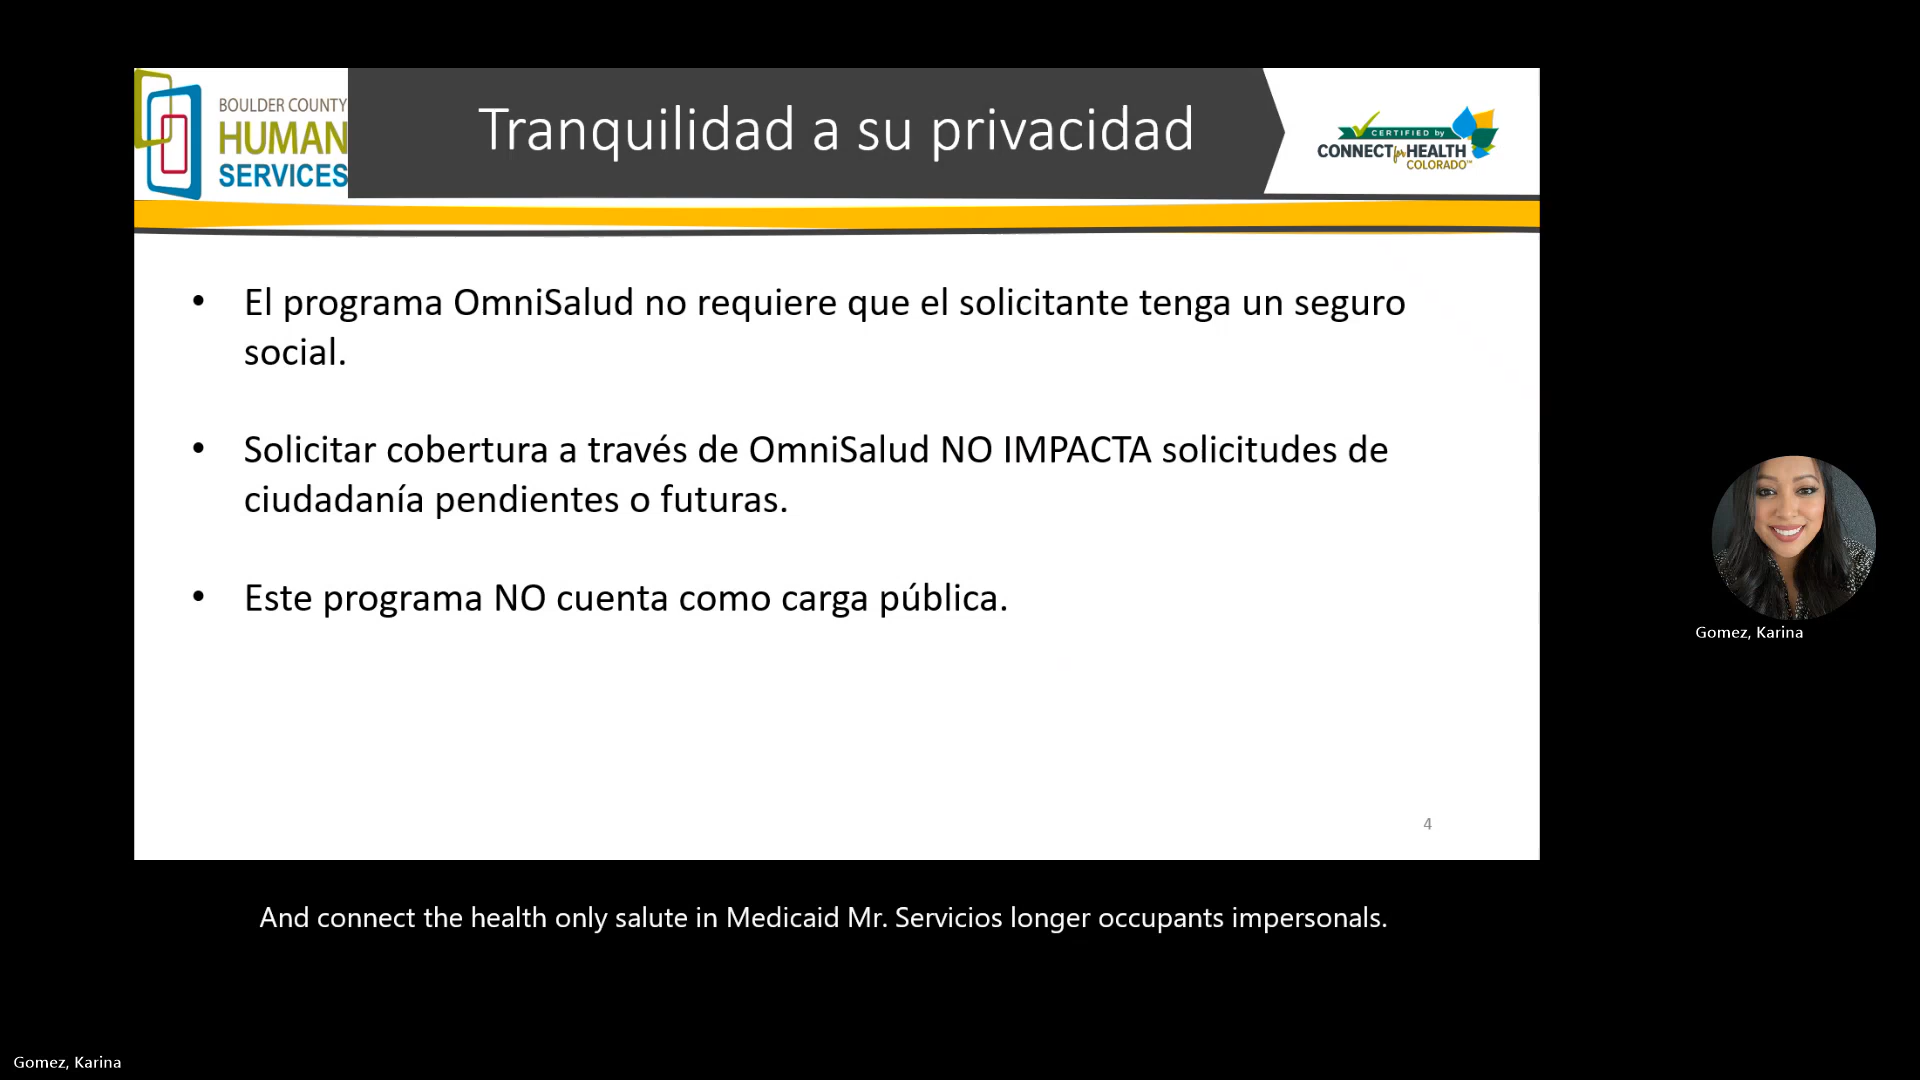 BOULDER COUNTY
HUMAN
SERVICES
Tranquilidad a su privacidad
CERTIFIED by
CONNECT for HEALTH
COLORADO™
• El programa OmniSalud no requiere que el solicitante tenga un seguro
social.
• Solicitar cobertura a través de OmniSalud NO IMPACTA solicitudes de
ciudadanía pendientes o futuras.
• Este programa NO cuenta como carga pública.
4
Gomez, Karina
And connect the health only salute in Medicaid Mr. Servicios longer occupants impersonals.
Gomez, Karina